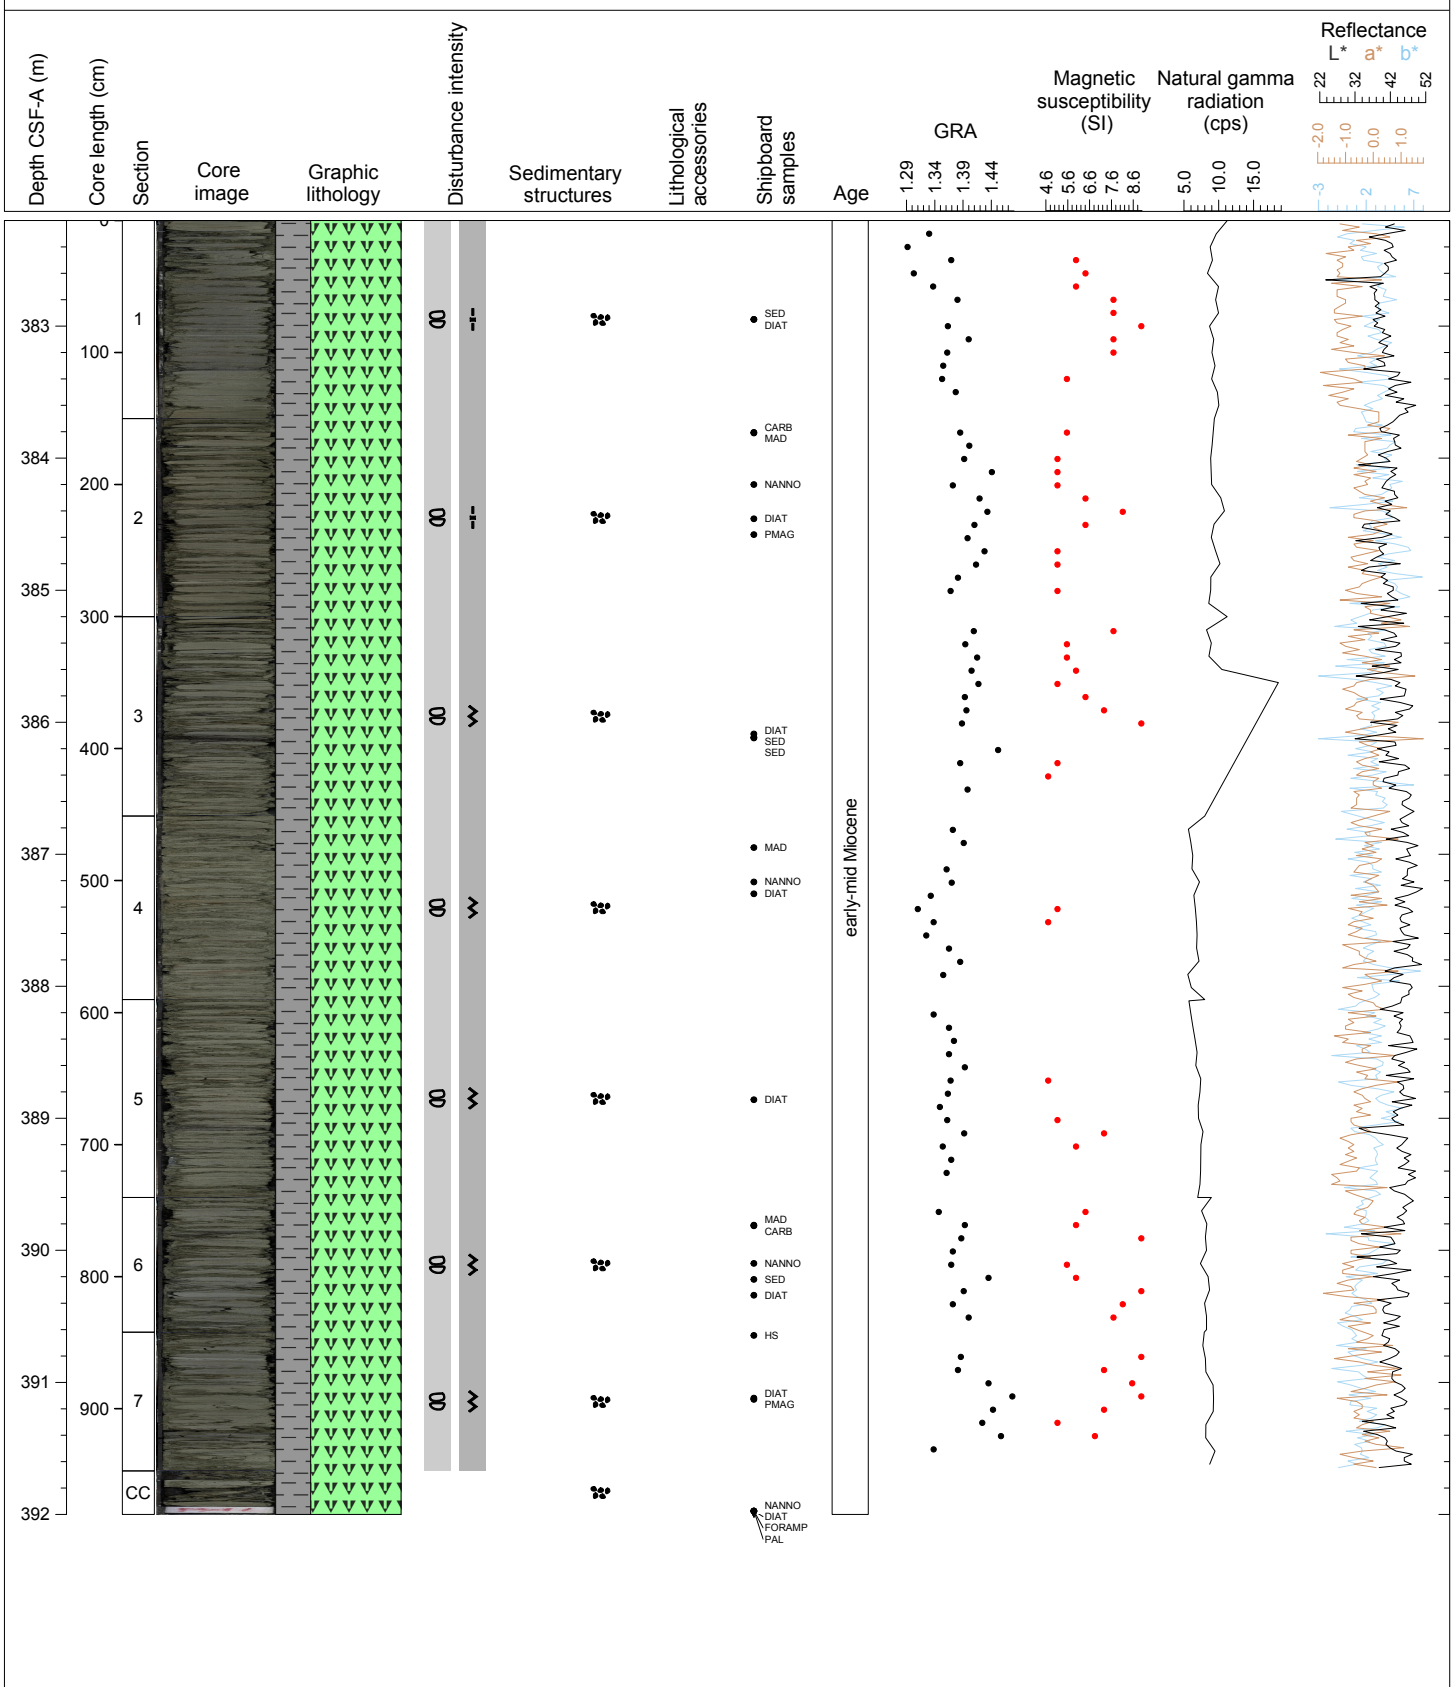 Depth CSF-A (m)
Core length (cm)
Section
Core
image
Graphic
lithology
Disturbance intensity
Sedimentary
structures
Lithological
accessories
Shipboard
samples
Age
GRA
1.29 1.34 1.39 1.44
Magnetic
susceptibility
(SI)
4.6 5.6 6.6 7.6 8.6
Natural gamma
radiation
(cps)
5.0 10.0 15.0
Reflectance
L* a* b*
22 32 42 52
-2.0 -1.0 0.0 1.0
-3 2 7
0
383
384
385
386
387
388
389
390
391
392
100
200
300
400
500
600
700
800
900
1
2
3
4
5
6
7
CC
SED
DIAT
CARB
MAD
NANNO
DIAT
PMAG
DIAT
SED
SED
MAD
NANNO
DIAT
DIAT
MAD
CARB
NANNO
SED
DIAT
HS
DIAT
PMAG
NANNO
DIAT
FORAMP
PAL
early-mid Miocene